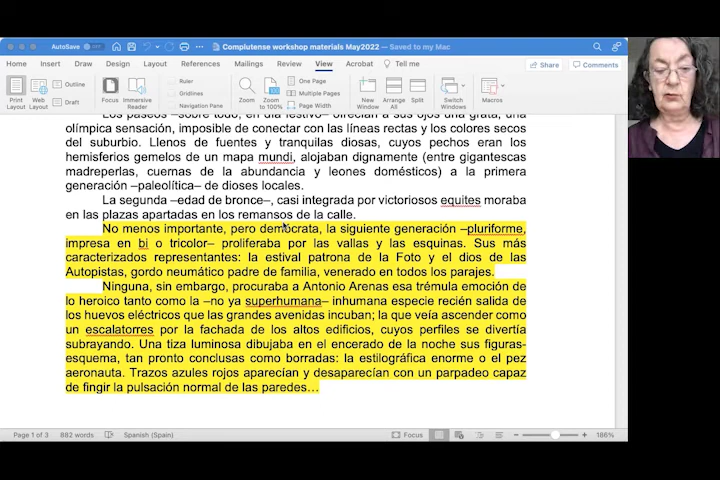 AutoSave OFF
Complutense workshop materials May2022 — Saved to my Mac
Home Insert Draw Design Layout References Mailings Review View Acrobat Tell me Share Comments
Print Layout Web Layout Outline Draft Focus Immersive Reader Ruler Gridlines Navigation Pane Zoom Zoom to 100% One Page Multiple Pages Page Width New Window Arrange All Split Switch Windows Macros
Los paseos –sobre todo, en día festivo– ofrecían a sus ojos una grata, una
olímpica sensación, imposible de conectar con las líneas rectas y los colores secos
del suburbio. Llenos de fuentes y tranquilas diosas, cuyos pechos eran los
hemisferios gemelos de un mapa mundi, alojaban dignamente (entre gigantescas
madreperlas, cuernas de la abundancia y leones domésticos) a la primera
generación –paleolítica– de dioses locales.
La segunda –edad de bronce–, casi integrada por victoriosos equites moraba
en las plazas apartadas en los remansos de la calle.
No menos importante, pero demócrata, la siguiente generación –pluriforme,
impresa en bi o tricolor– proliferaba por las vallas y las esquinas. Sus más
caracterizados representantes: la estival patrona de la Foto y el dios de las
Autopistas, gordo neumático padre de familia, venerado en todos los parajes.
Ninguna, sin embargo, procuraba a Antonio Arenas esa trémula emoción de
lo heroico tanto como la –no ya superhumana– inhumana especie recién salida de
los huevos eléctricos que las grandes avenidas incuban; la que veía ascender como
un escalatorres por la fachada de los altos edificios, cuyos perfiles se divertía
subrayando. Una tiza luminosa dibujaba en el encerado de la noche sus figuras-
esquema, tan pronto conclusas como borradas: la estilográfica enorme o el pez
aeronauta. Trazos azules rojos aparecían y desaparecían con un parpadeo capaz
de fingir la pulsación normal de las paredes…
Page 1 of 3 882 words Spanish (Spain) Focus 186%